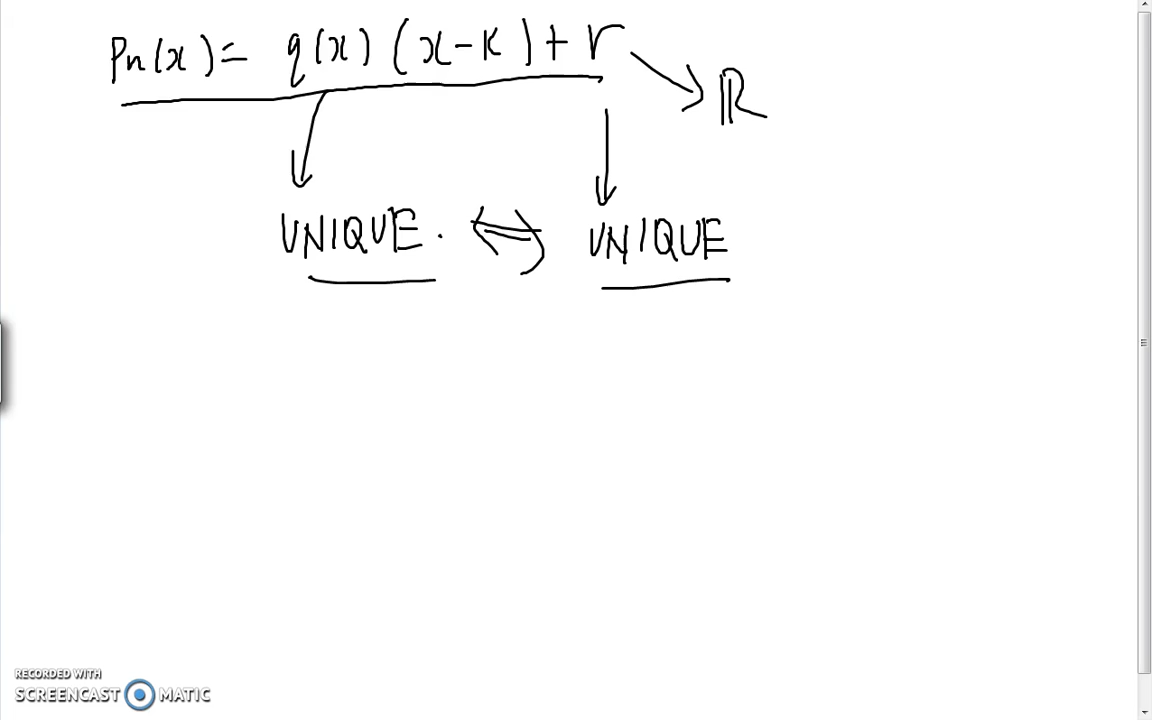 Pn(x) = q(x) (x-k) + r
ℝ
UNIQUE. ⟺ UNIQUE
RECORDED WITH
SCREENCAST MATIC